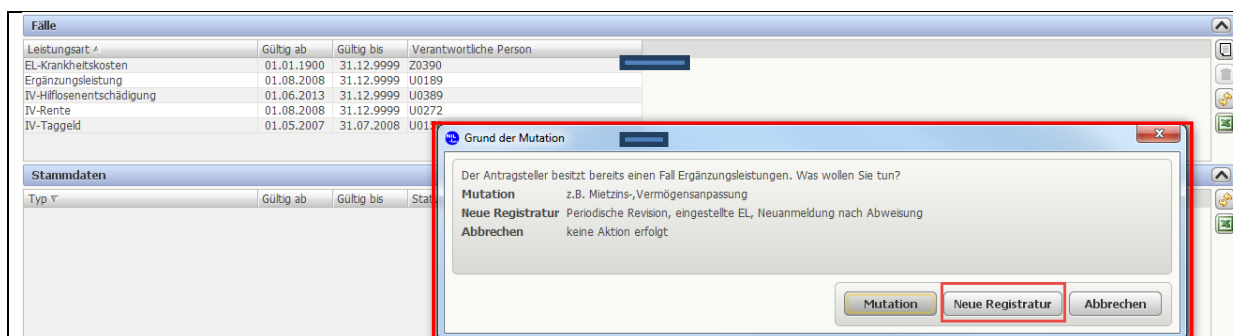 Fälle
Leistungsart Gültig ab Gültig bis Verantwortliche Person
EL-Krankheitskosten 01.01.1900 31.12.9999 Z0390
Ergänzungsleistung 01.08.2008 31.12.9999 U0189
IV-Hilflosenentschädigung 01.06.2013 31.12.9999 U0389
IV-Rente 01.08.2008 31.12.9999 U0272
IV-Taggeld 01.05.2007 31.07.2008
Grund der Mutation
Der Antragsteller besitzt bereits einen Fall Ergänzungsleistungen. Was wollen Sie tun?
Mutation z.B. Mietzins-,Vermögensanpassung
Neue Registratur Periodische Revision, eingestellte EL, Neuanmeldung nach Abweisung
Abbrechen keine Aktion erfolgt
Mutation Neue Registratur Abbrechen
Stammdaten
Typ Gültig ab Gültig bis